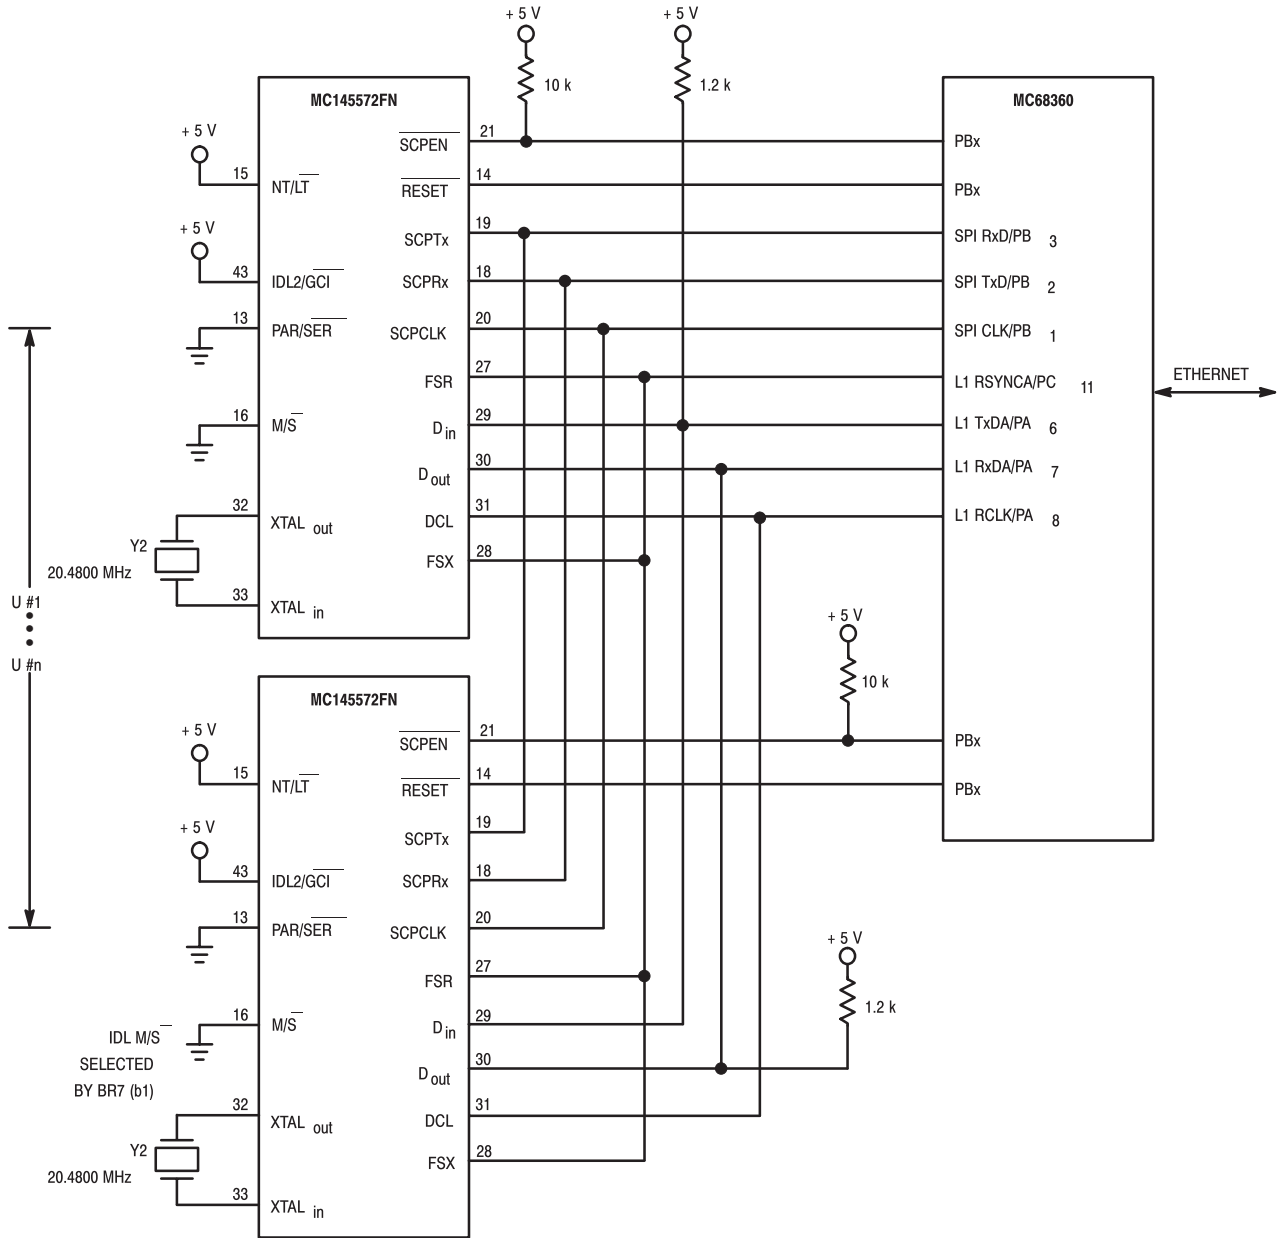 + 5 V
+ 5 V
10 k
1.2 k
MC145572FN
MC68360
+ 5 V
15
NT/LT
+ 5 V
43
IDL2/GCI
13
PAR/SER
16
M/S
32
XTAL out
Y2
20.4800 MHz
33
XTAL in
SCPEN
21
RESET
14
SCPTx
19
SCPRx
18
SCPCLK
20
FSR
27
D in
29
D out
30
DCL
31
FSX
28
PBx
PBx
SPI RxD/PB 3
SPI TxD/PB 2
SPI CLK/PB 1
L1 RSYNCA/PC 11
L1 TxDA/PA 6
L1 RxDA/PA 7
L1 RCLK/PA 8
ETHERNET
U #1
U #n
+ 5 V
10 k
MC145572FN
+ 5 V
15
NT/LT
+ 5 V
43
IDL2/GCI
13
PAR/SER
16
M/S
IDL M/S
SELECTED
BY BR7 (b1)
32
XTAL out
Y2
20.4800 MHz
33
XTAL in
SCPEN
21
RESET
14
SCPTx
19
SCPRx
18
SCPCLK
20
FSR
27
D in
29
D out
30
DCL
31
FSX
28
PBx
PBx
+ 5 V
1.2 k